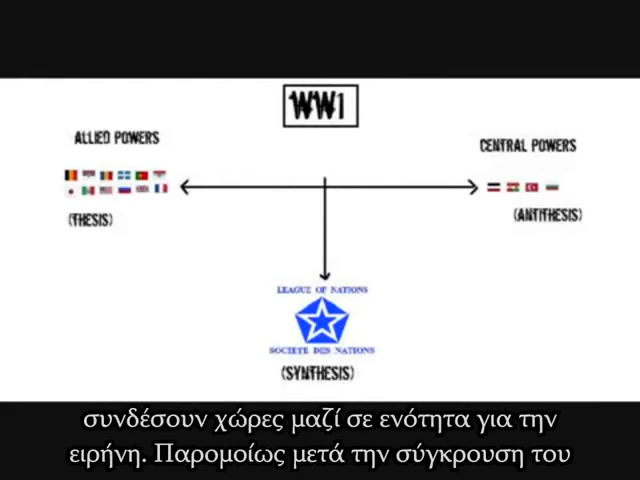 WW1
ALLIED POWERS
CENTRAL POWERS
(THESIS)
(ANTITHESIS)
LEAGUE OF NATIONS
SOCIETE DES NATIONS
(SYNTHESIS)
συνδέσουν χώρες μαζί σε ενότητα για την
ειρήνη. Παρομοίως μετά την σύγκρουση του